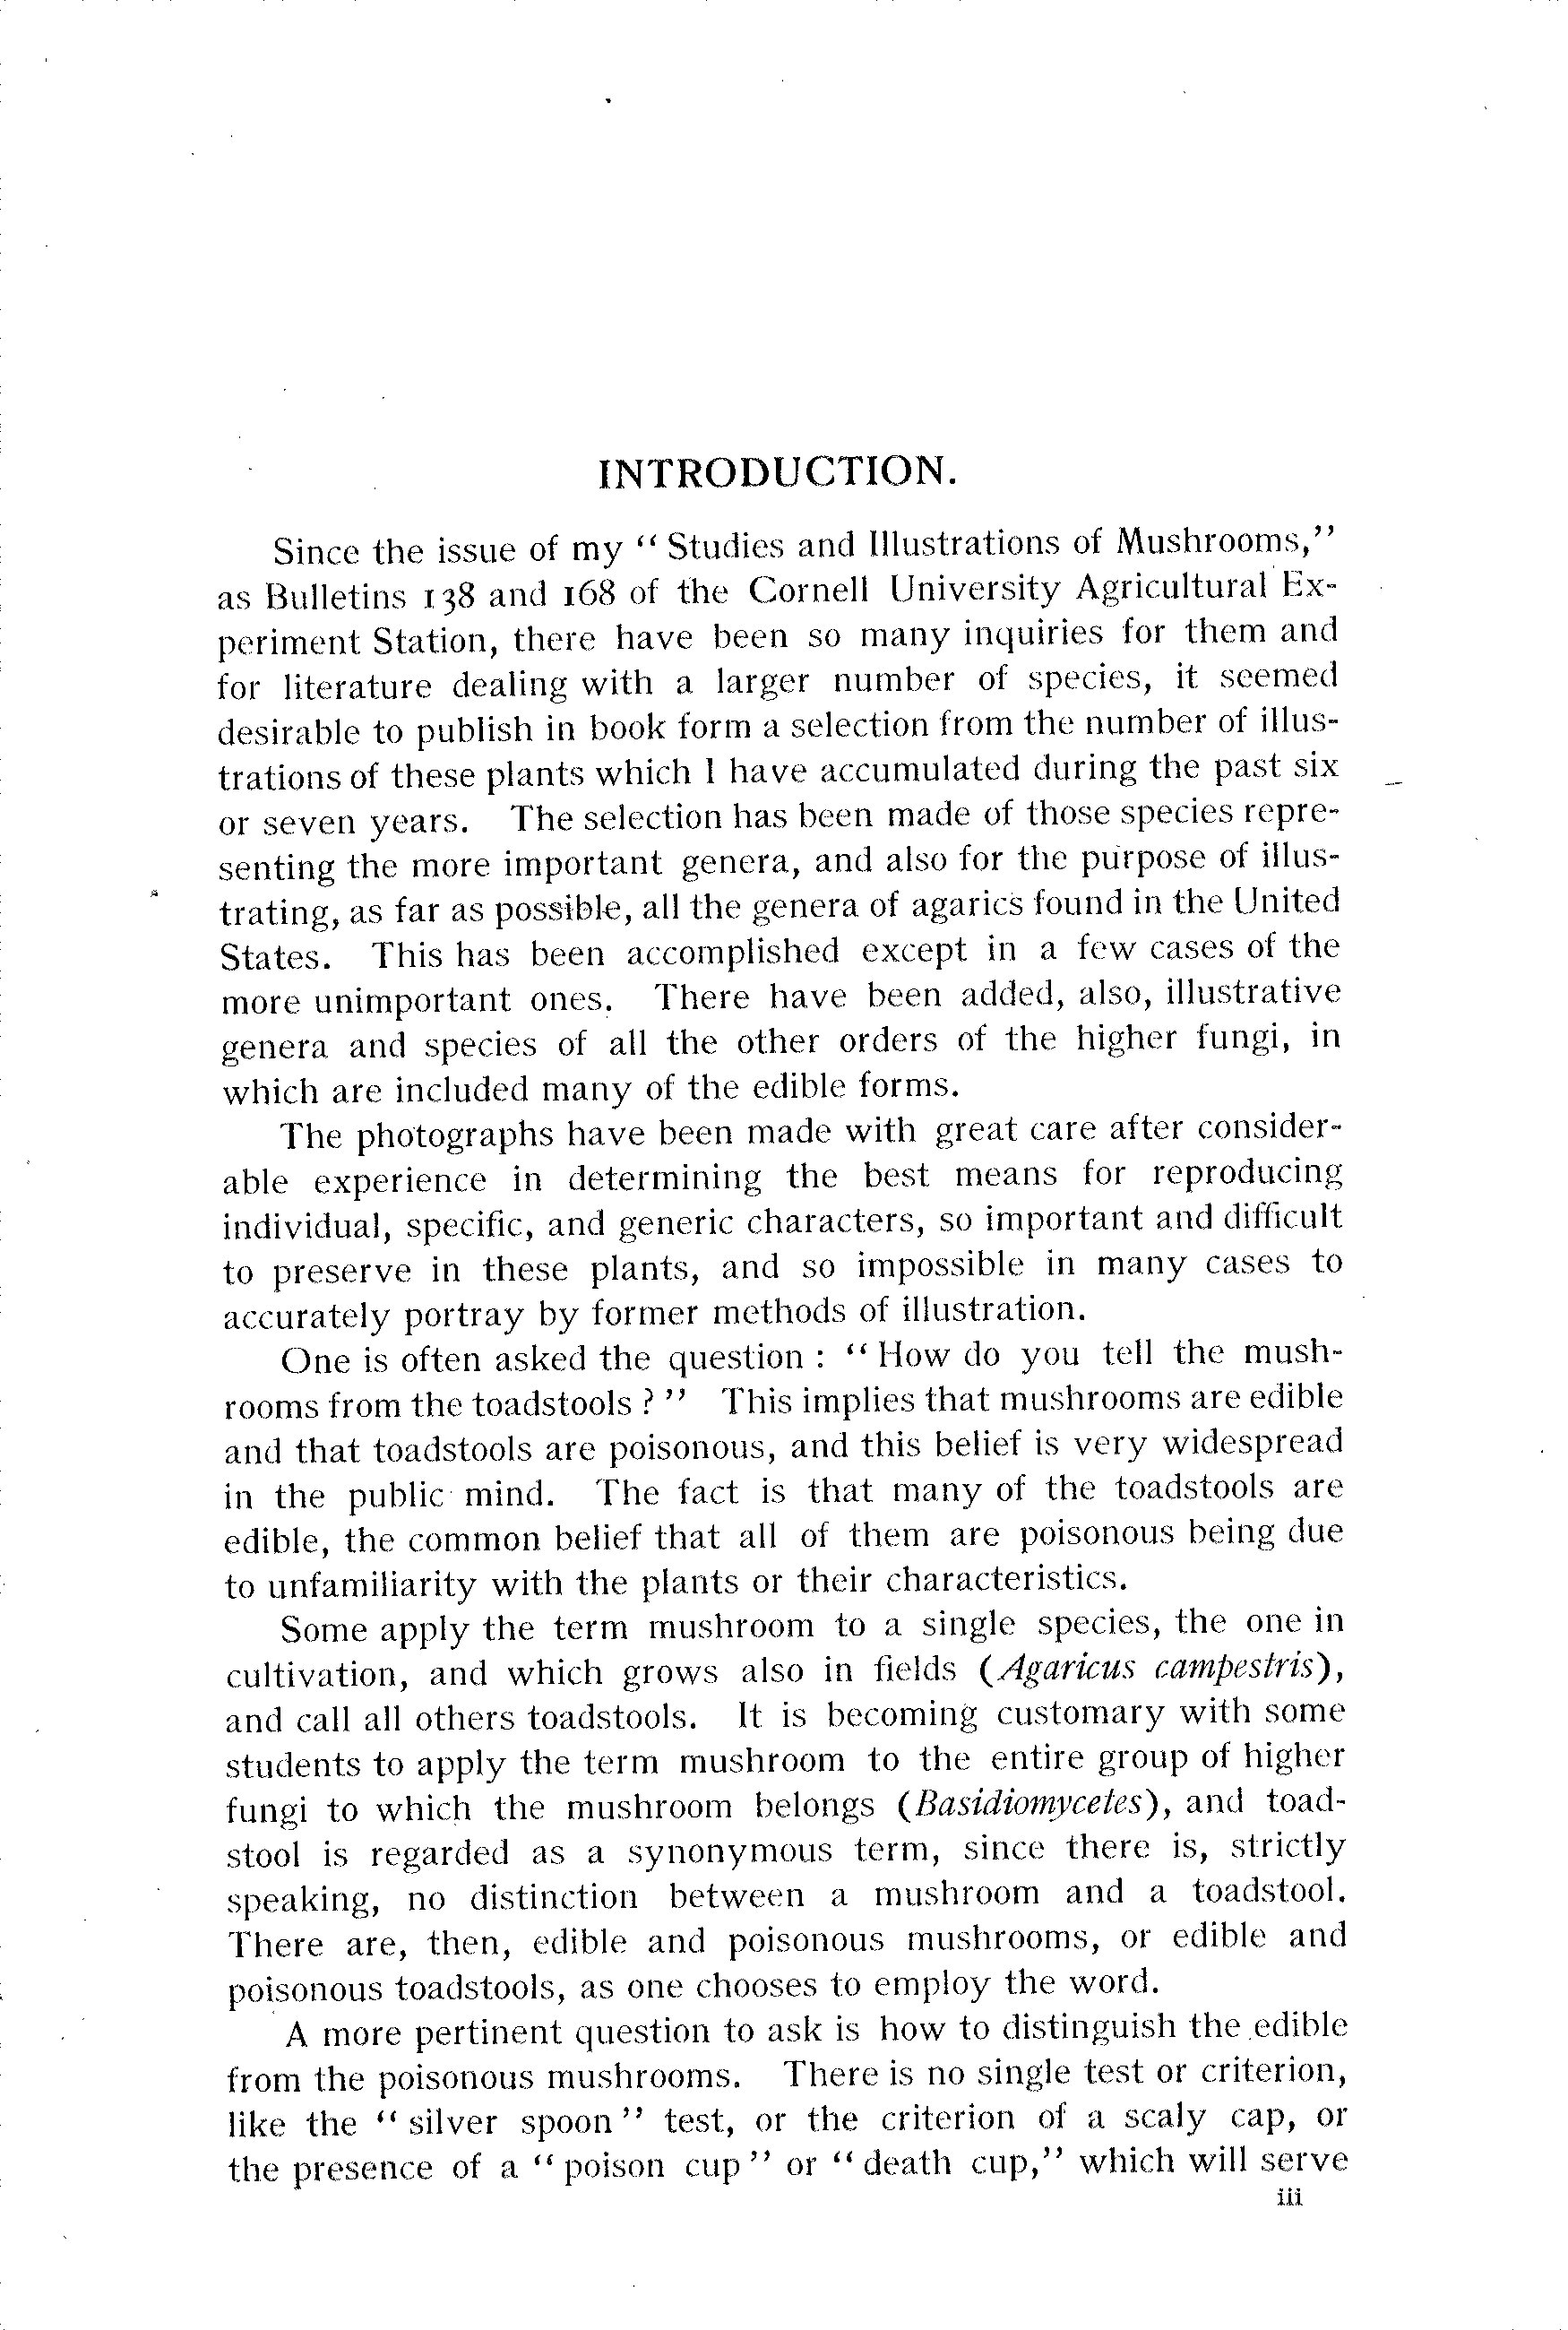 INTRODUCTION.
Since the issue of my “ Studies and Illustrations of Mushrooms,”
as Bulletins 138 and 168 of the Cornell University Agricultural Ex-
periment Station, there have been so many inquiries for them and
for literature dealing with a larger number of species, it seemed
desirable to publish in book form a selection from the number of illus-
trations of these plants which I have accumulated during the past six
or seven years. The selection has been made of those species repre-
senting the more important genera, and also for the purpose of illus-
trating, as far as possible, all the genera of agarics found in the United
States. This has been accomplished except in a few cases of the
more unimportant ones. There have been added, also, illustrative
genera and species of all the other orders of the higher fungi, in
which are included many of the edible forms.
The photographs have been made with great care after consider-
able experience in determining the best means for reproducing
individual, specific, and generic characters, so important and difficult
to preserve in these plants, and so impossible in many cases to
accurately portray by former methods of illustration.
One is often asked the question : “ How do you tell the mush-
rooms from the toadstools ? ” This implies that mushrooms are edible
and that toadstools are poisonous, and this belief is very widespread
in the public mind. The fact is that many of the toadstools are
edible, the common belief that all of them are poisonous being due
to unfamiliarity with the plants or their characteristics.
Some apply the term mushroom to a single species, the one in
cultivation, and which grows also in fields (Agaricus campestris),
and call all others toadstools. It is becoming customary with some
students to apply the term mushroom to the entire group of higher
fungi to which the mushroom belongs (Basidiomycetes), and toad-
stool is regarded as a synonymous term, since there is, strictly
speaking, no distinction between a mushroom and a toadstool.
There are, then, edible and poisonous mushrooms, or edible and
poisonous toadstools, as one chooses to employ the word.
A more pertinent question to ask is how to distinguish the edible
from the poisonous mushrooms. There is no single test or criterion,
like the “ silver spoon ” test, or the criterion of a scaly cap, or
the presence of a “ poison cup ” or “ death cup,” which will serve
iii